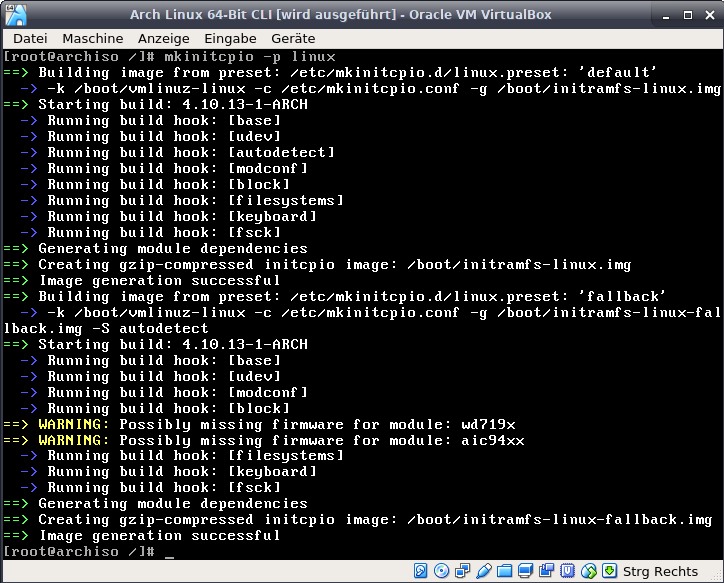 Arch Linux 64-Bit CLI [wird ausgeführt] - Oracle VM VirtualBox
Datei Maschine Anzeige Eingabe Geräte
[root@archiso /]# mkinitcpio -p linux
==> Building image from preset: /etc/mkinitcpio.d/linux.preset: 'default'
  -> -k /boot/vmlinuz-linux -c /etc/mkinitcpio.conf -g /boot/initramfs-linux.img
==> Starting build: 4.10.13-1-ARCH
  -> Running build hook: [base]
  -> Running build hook: [udev]
  -> Running build hook: [autodetect]
  -> Running build hook: [modconf]
  -> Running build hook: [block]
  -> Running build hook: [filesystems]
  -> Running build hook: [keyboard]
  -> Running build hook: [fsck]
==> Generating module dependencies
==> Creating gzip-compressed initcpio image: /boot/initramfs-linux.img
==> Image generation successful
==> Building image from preset: /etc/mkinitcpio.d/linux.preset: 'fallback'
  -> -k /boot/vmlinuz-linux -c /etc/mkinitcpio.conf -g /boot/initramfs-linux-fal
lback.img -S autodetect
==> Starting build: 4.10.13-1-ARCH
  -> Running build hook: [base]
  -> Running build hook: [udev]
  -> Running build hook: [modconf]
  -> Running build hook: [block]
==> WARNING: Possibly missing firmware for module: wd719x
==> WARNING: Possibly missing firmware for module: aic94xx
  -> Running build hook: [filesystems]
  -> Running build hook: [keyboard]
  -> Running build hook: [fsck]
==> Generating module dependencies
==> Creating gzip-compressed initcpio image: /boot/initramfs-linux-fallback.img
==> Image generation successful
[root@archiso /]# _
Strg Rechts